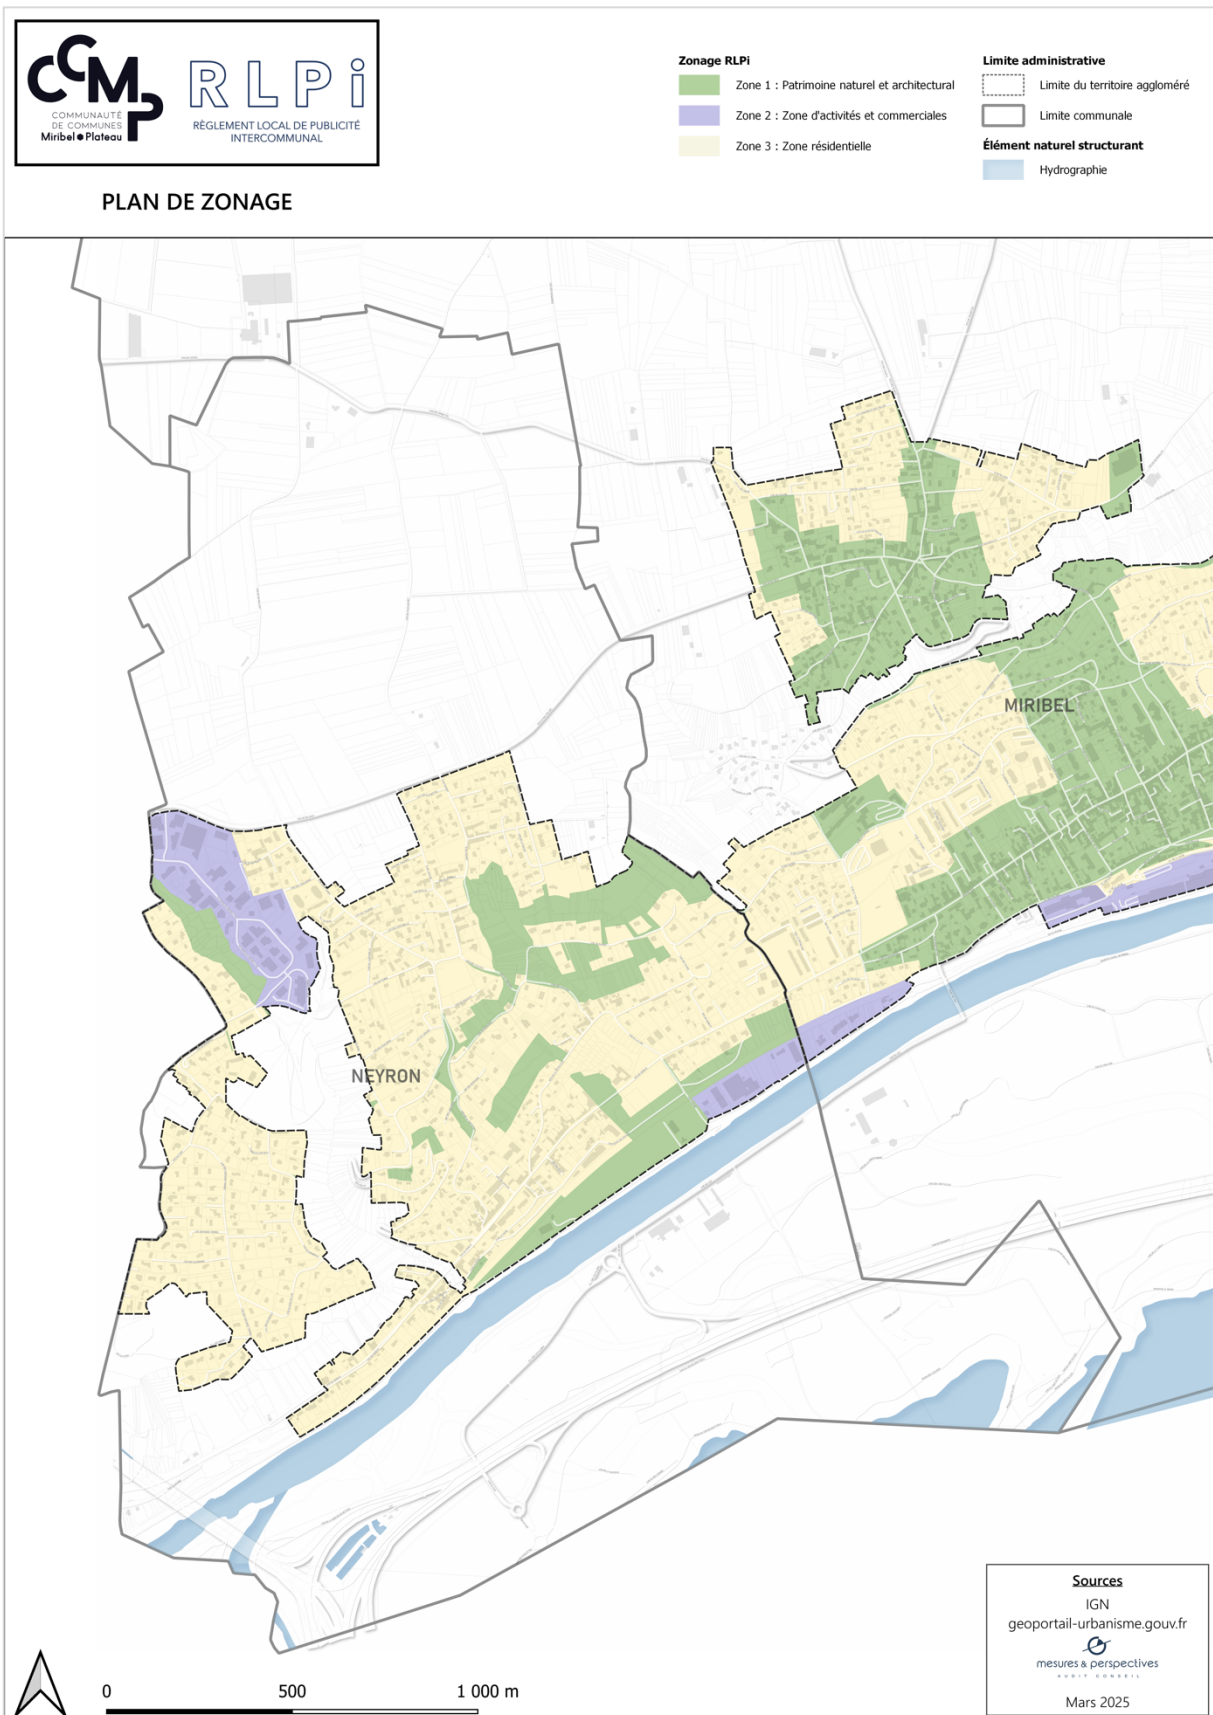 CCMP
COMMUNAUTÉ
DE COMMUNES
Miribel Plateau
RLPi
RÈGLEMENT LOCAL DE PUBLICITÉ
INTERCOMMUNAL
PLAN DE ZONAGE
Zonage RLPi
Zone 1 : Patrimoine naturel et architectural
Zone 2 : Zone d'activités et commerciales
Zone 3 : Zone résidentielle
Limite administrative
Limite du territoire aggloméré
Limite communale
Élément naturel structurant
Hydrographie
MIRIBEL
NEYRON
0 500 1 000 m
Sources
IGN
geoportail-urbanisme.gouv.fr
mesures & perspectives
AUDIT CONSEIL
Mars 2025